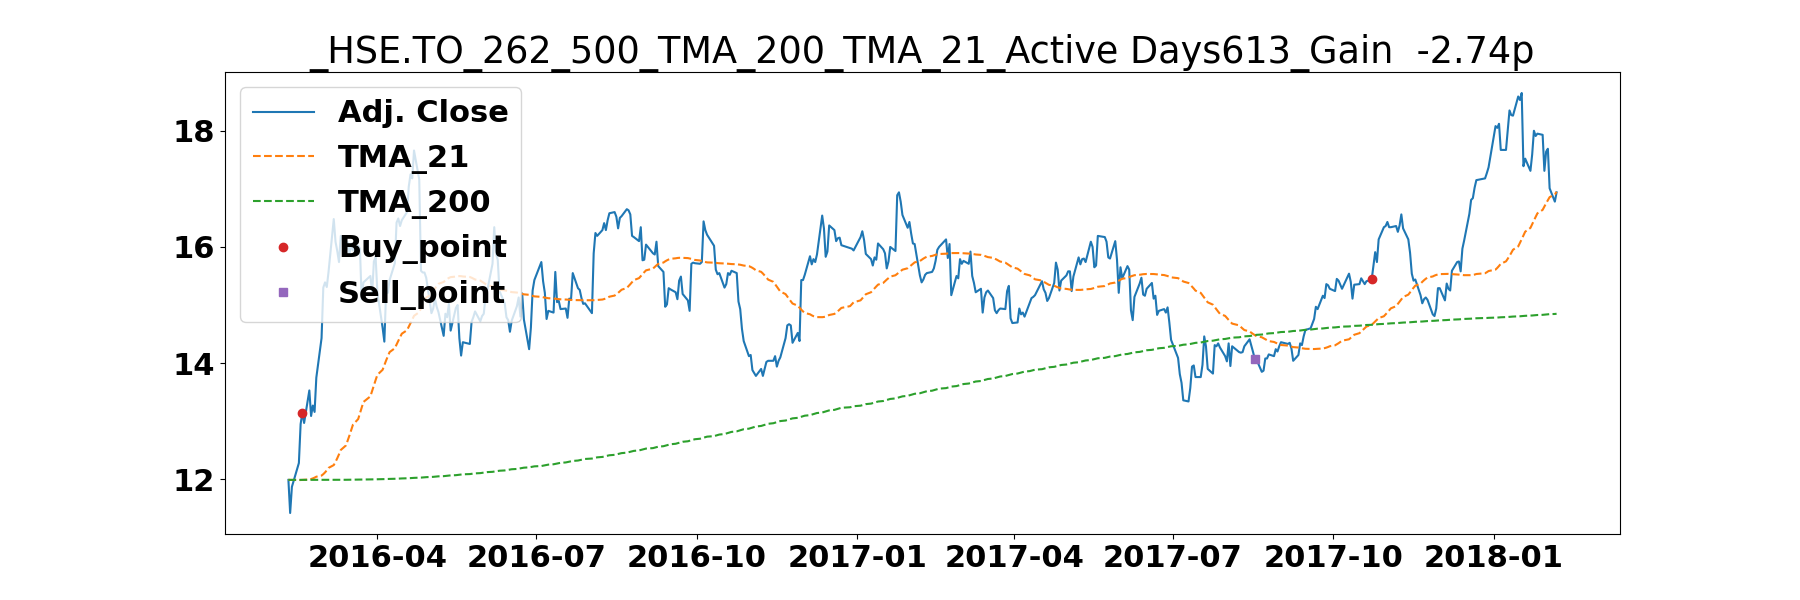 _HSE.TO_262_500_TMA_200_TMA_21_Active Days613_Gain  -2.74p
Adj. Close
TMA_21
TMA_200
Buy_point
Sell_point
18
16
14
12
2016-04
2016-07
2016-10
2017-01
2017-04
2017-07
2017-10
2018-01